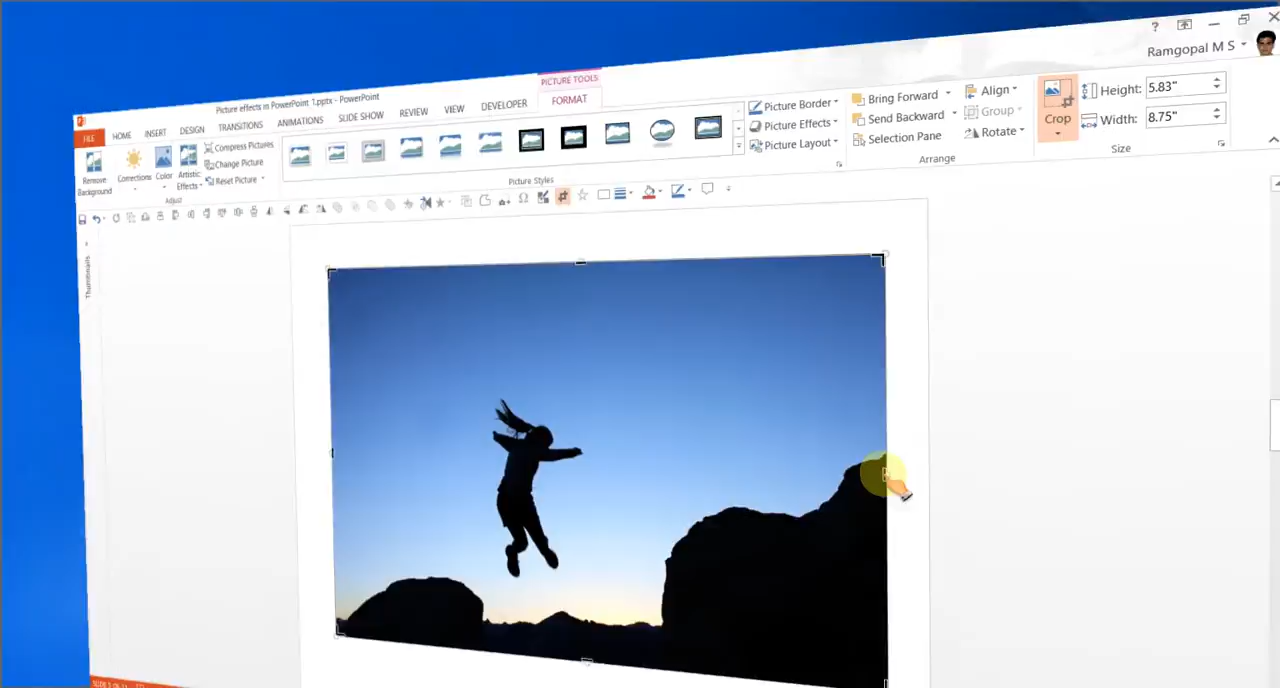 ?
Ramgopal M S
Picture effects in PowerPoint 1.pptx - PowerPoint
PICTURE TOOLS
FILE HOME INSERT DESIGN TRANSITIONS ANIMATIONS SLIDE SHOW REVIEW VIEW DEVELOPER FORMAT
Remove Background
Corrections
Color
Artistic Effects
Compress Pictures
Change Picture
Reset Picture
Adjust
Picture Styles
Picture Border
Picture Effects
Picture Layout
Bring Forward
Send Backward
Selection Pane
Align
Group
Rotate
Arrange
Crop
Height: 5.83"
Width: 8.75"
Size
Thumbnails